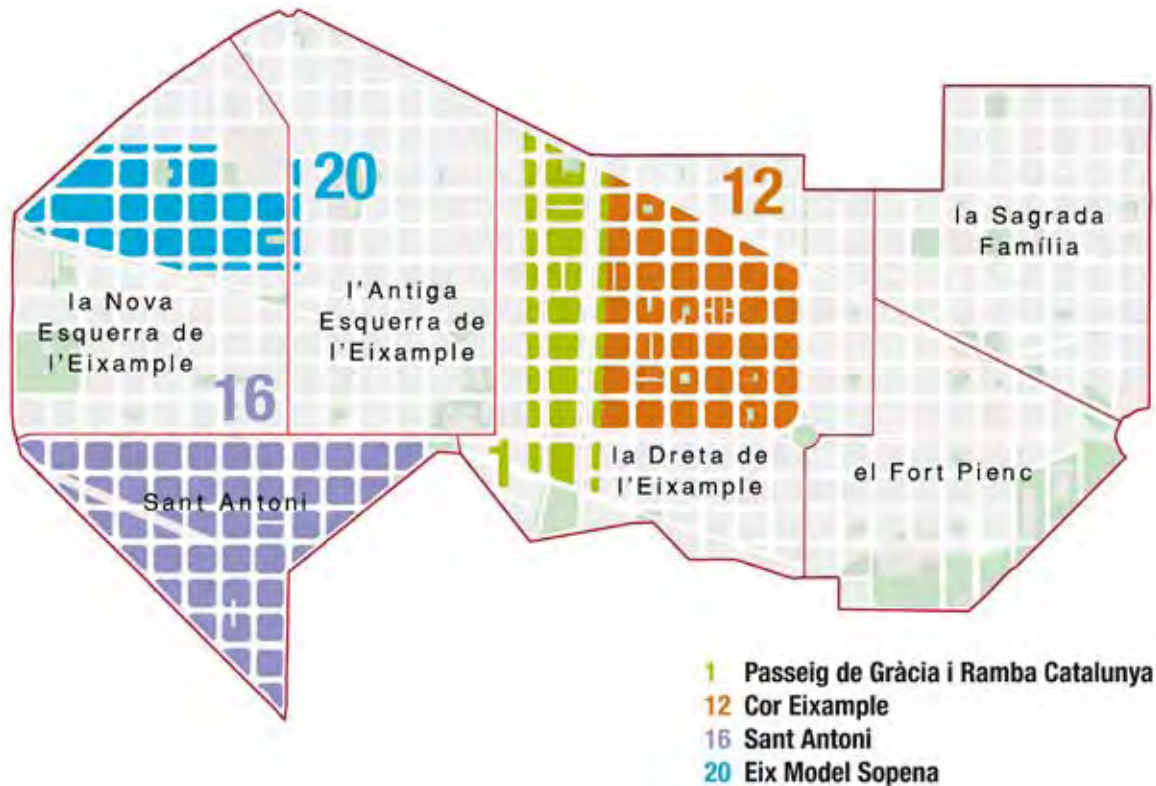 20
12
la Sagrada
Família
la Nova
Esquerra de
l'Eixample
l'Antiga
Esquerra de
l'Eixample
16
1
la Dreta de
l'Eixample
el Fort Pienc
Sant Antoni
1 Passeig de Gràcia i Ramba Catalunya
12 Cor Eixample
16 Sant Antoni
20 Eix Model Sopena